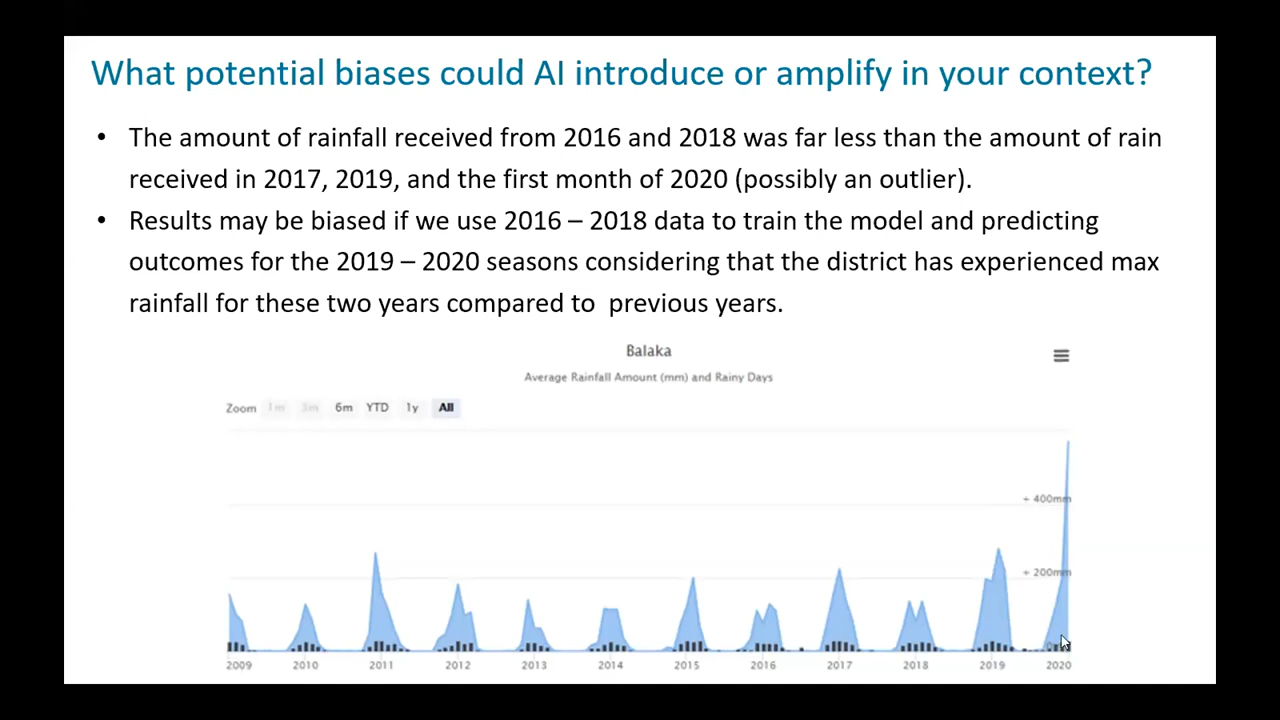 What potential biases could AI introduce or amplify in your context?
• The amount of rainfall received from 2016 and 2018 was far less than the amount of rain
received in 2017, 2019, and the first month of 2020 (possibly an outlier).
• Results may be biased if we use 2016 – 2018 data to train the model and predicting
outcomes for the 2019 – 2020 seasons considering that the district has experienced max
rainfall for these two years compared to  previous years.
Balaka
Average Rainfall Amount (mm) and Rainy Days
Zoom 1m 3m 6m YTD 1y All
+ 400mm
+ 200mm
2009 2010 2011 2012 2013 2014 2015 2016 2017 2018 2019 2020